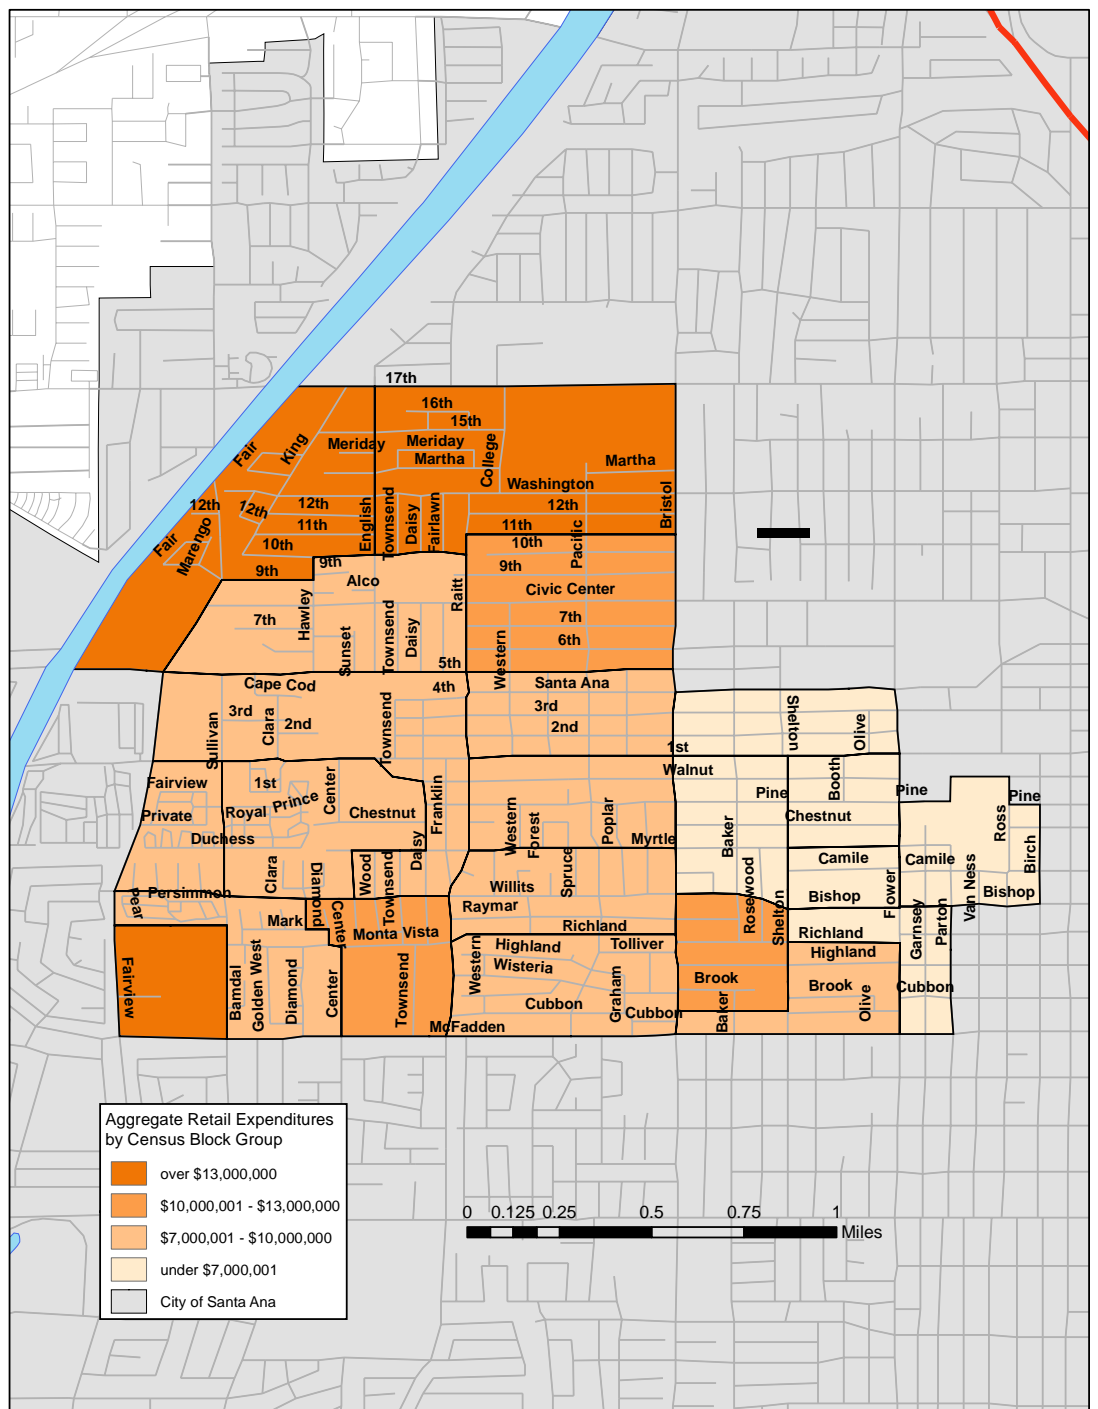 17th
16th
15th
Fair
King
Meriday
Meriday
College
Martha
Martha
Washington
12th
12th
12th
12th
English
Townsend
Daisy
Fairlawn
Bristol
Fair
Marengo
11th
11th
Pacific
10th
10th
9th
9th
9th
Alco
Raitt
Civic Center
Hawley
7th
7th
Sunset
Townsend
Daisy
6th
Western
5th
Cape Cod
4th
Santa Ana
Sullivan
3rd
Clara
2nd
Townsend
3rd
2nd
Shelton
Olive
1st
Walnut
Fairview
1st
Center
Franklin
Booth
Pine
Pine
Pine
Private
Royal
Prince
Chestnut
Western
Forest
Poplar
Chestnut
Ross
Duchess
Daisy
Myrtle
Baker
Birch
Clara
Diamond
Wood
Townsend
Spruce
Camile
Camile
Van Ness
Persimmon
Willits
Rosewood
Bishop
Flower
Bishop
Pear
Mark
Center
Raymar
Shelton
Garnsey
Parton
Monta Vista
Richland
Richland
Fairview
Bamdal
Golden West
Diamond
Center
Townsend
Western
Highland
Tolliver
Highland
Wisteria
Graham
Brook
Brook
Olive
Cubbon
Cubbon
Cubbon
Baker
McFadden
Aggregate Retail Expenditures
by Census Block Group
over $13,000,000
$10,000,001 - $13,000,000
$7,000,001 - $10,000,000
under $7,000,001
City of Santa Ana
0 0.125 0.25 0.5 0.75 1
Miles